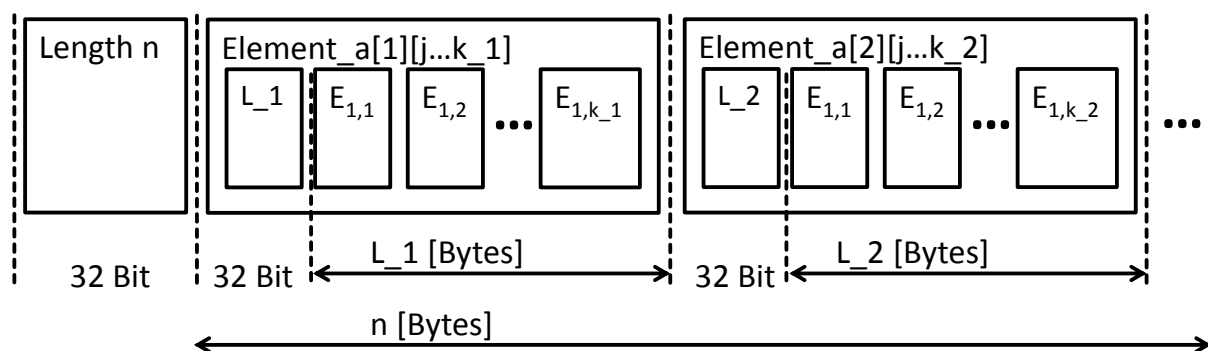 Length n
Element_a[1][j...k_1]
L_1
E1,1
E1,2
...
E1,k_1
Element_a[2][j...k_2]
L_2
E1,1
E1,2
...
E1,k_2
...
32 Bit
32 Bit
L_1 [Bytes]
32 Bit
L_2 [Bytes]
n [Bytes]